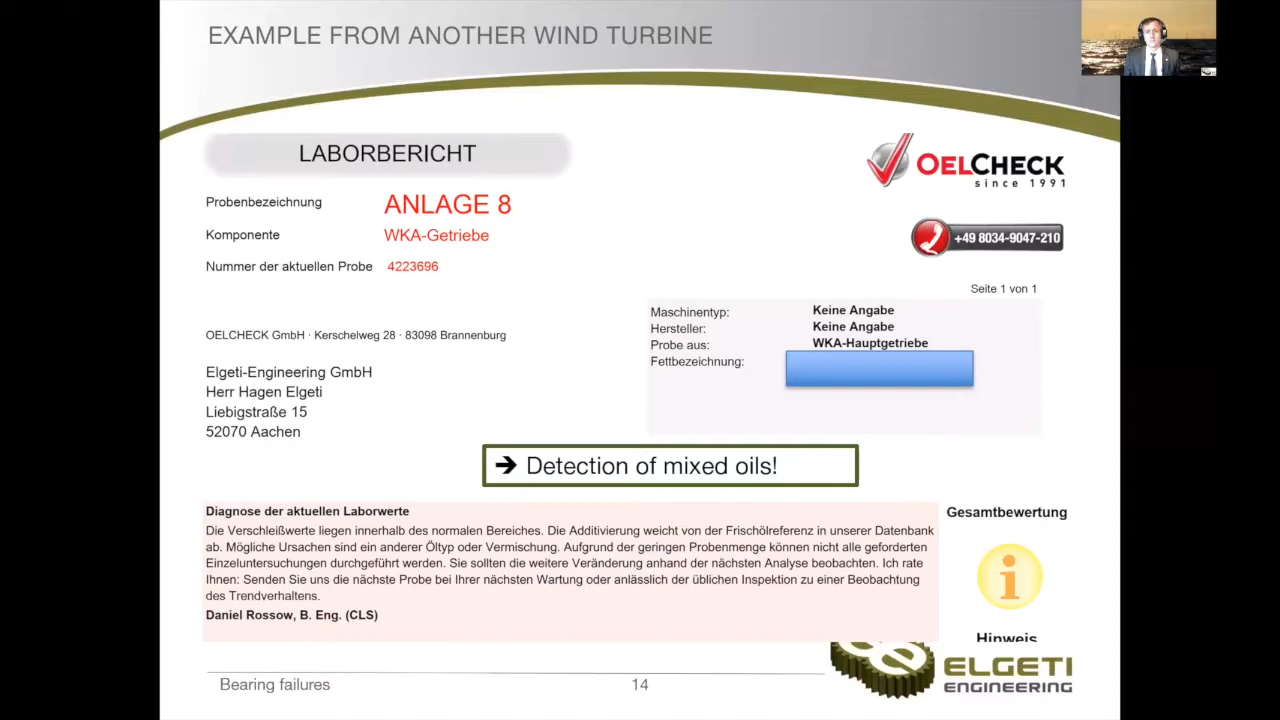 EXAMPLE FROM ANOTHER WIND TURBINE
LABORBERICHT
OELCHECK
since 1991
Probenbezeichnung ANLAGE 8
Komponente WKA-Getriebe
+49 8034-9047-210
Nummer der aktuellen Probe 4223696
Seite 1 von 1
Maschinentyp: Keine Angabe
Hersteller: Keine Angabe
Probe aus: WKA-Hauptgetriebe
Fettbezeichnung:
OELCHECK GmbH · Kerschelweg 28 · 83098 Brannenburg
Elgeti-Engineering GmbH
Herr Hagen Elgeti
Liebigstraße 15
52070 Aachen
➔ Detection of mixed oils!
Diagnose der aktuellen Laborwerte
Die Verschleißwerte liegen innerhalb des normalen Bereiches. Die Additivierung weicht von der Frischölreferenz in unserer Datenbank
ab. Mögliche Ursachen sind ein anderer Öltyp oder Vermischung. Aufgrund der geringen Probenmenge können nicht alle geforderten
Einzeluntersuchungen durchgeführt werden. Sie sollten die weitere Veränderung anhand der nächsten Analyse beobachten. Ich rate
Ihnen: Senden Sie uns die nächste Probe bei Ihrer nächsten Wartung oder anlässlich der üblichen Inspektion zu einer Beobachtung
des Trendverhaltens.
Daniel Rossow, B. Eng. (CLS)
Gesamtbewertung
i
Hinweis
ELGETI
ENGINEERING
Bearing failures
14